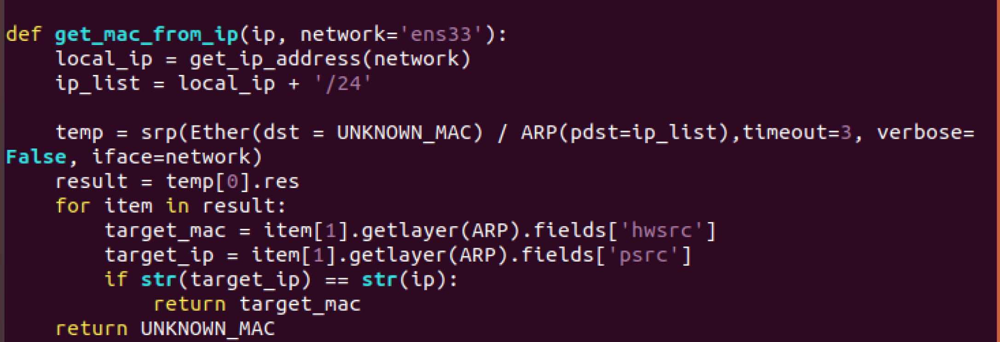 def get_mac_from_ip(ip, network='ens33'):
    local_ip = get_ip_address(network)
    ip_list = local_ip + '/24'

    temp = srp(Ether(dst = UNKNOWN_MAC) / ARP(pdst=ip_list),timeout=3, verbose=
False, iface=network)
    result = temp[0].res
    for item in result:
        target_mac = item[1].getlayer(ARP).fields['hwsrc']
        target_ip = item[1].getlayer(ARP).fields['psrc']
        if str(target_ip) == str(ip):
            return target_mac
    return UNKNOWN_MAC